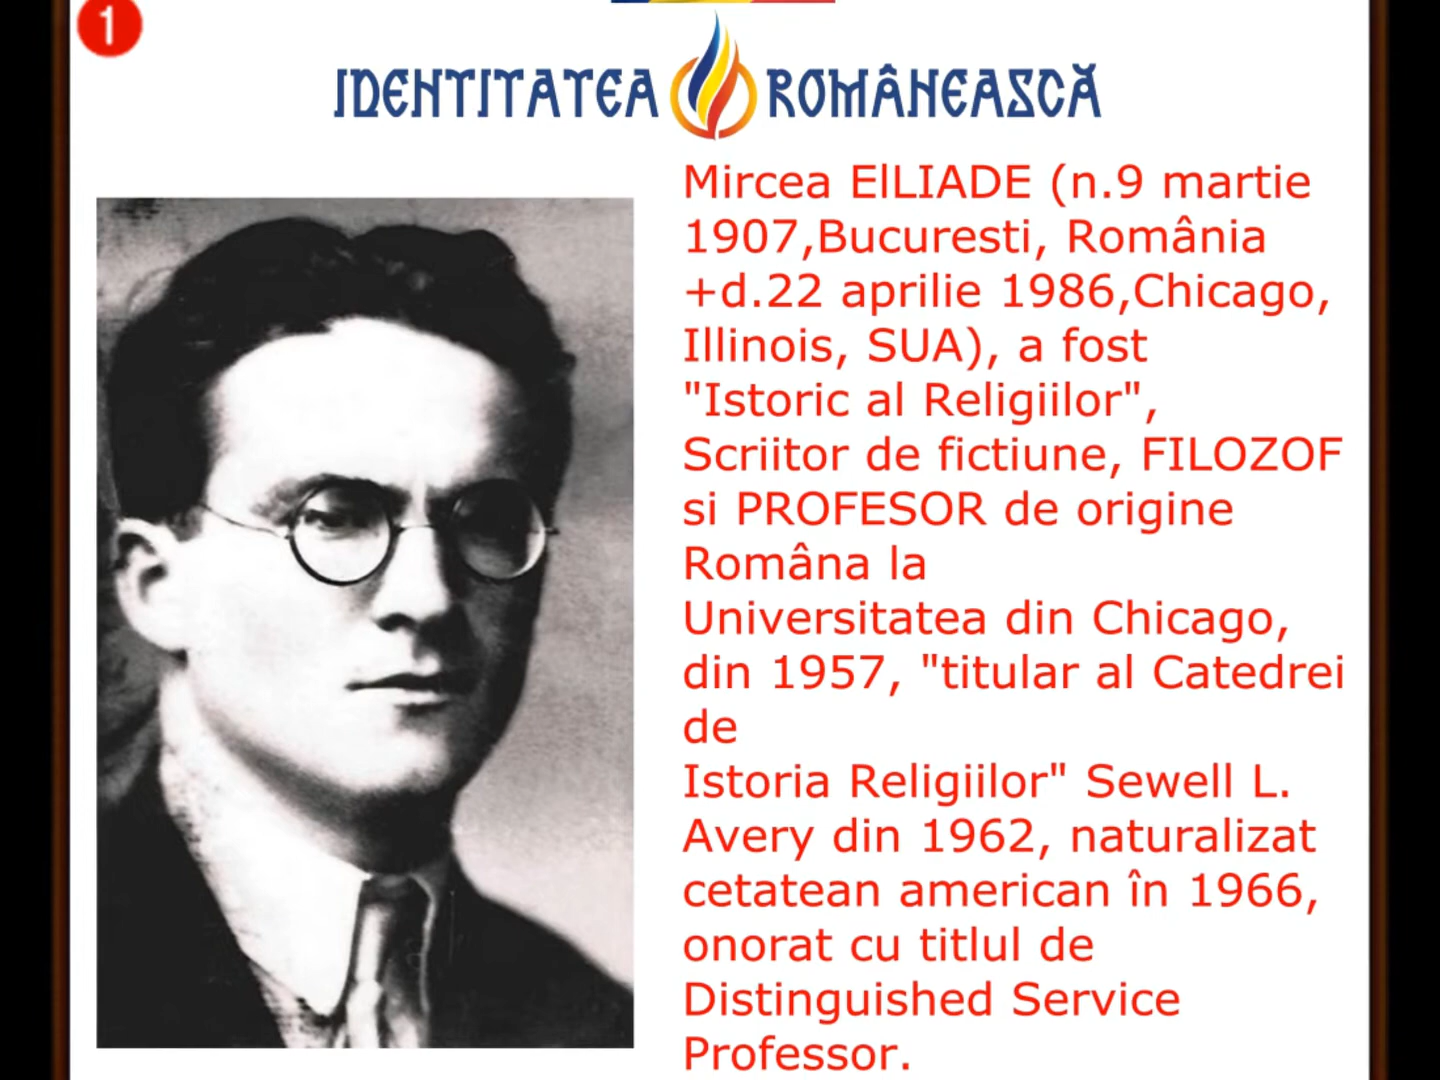 1
IDENTITATEA ROMÂNEASCĂ
Mircea ElLIADE (n.9 martie
1907,Bucuresti, România
+d.22 aprilie 1986,Chicago,
Illinois, SUA), a fost
"Istoric al Religiilor",
Scriitor de fictiune, FILOZOF
si PROFESOR de origine
Româna la
Universitatea din Chicago,
din 1957, "titular al Catedrei
de
Istoria Religiilor" Sewell L.
Avery din 1962, naturalizat
cetatean american în 1966,
onorat cu titlul de
Distinguished Service
Professor.